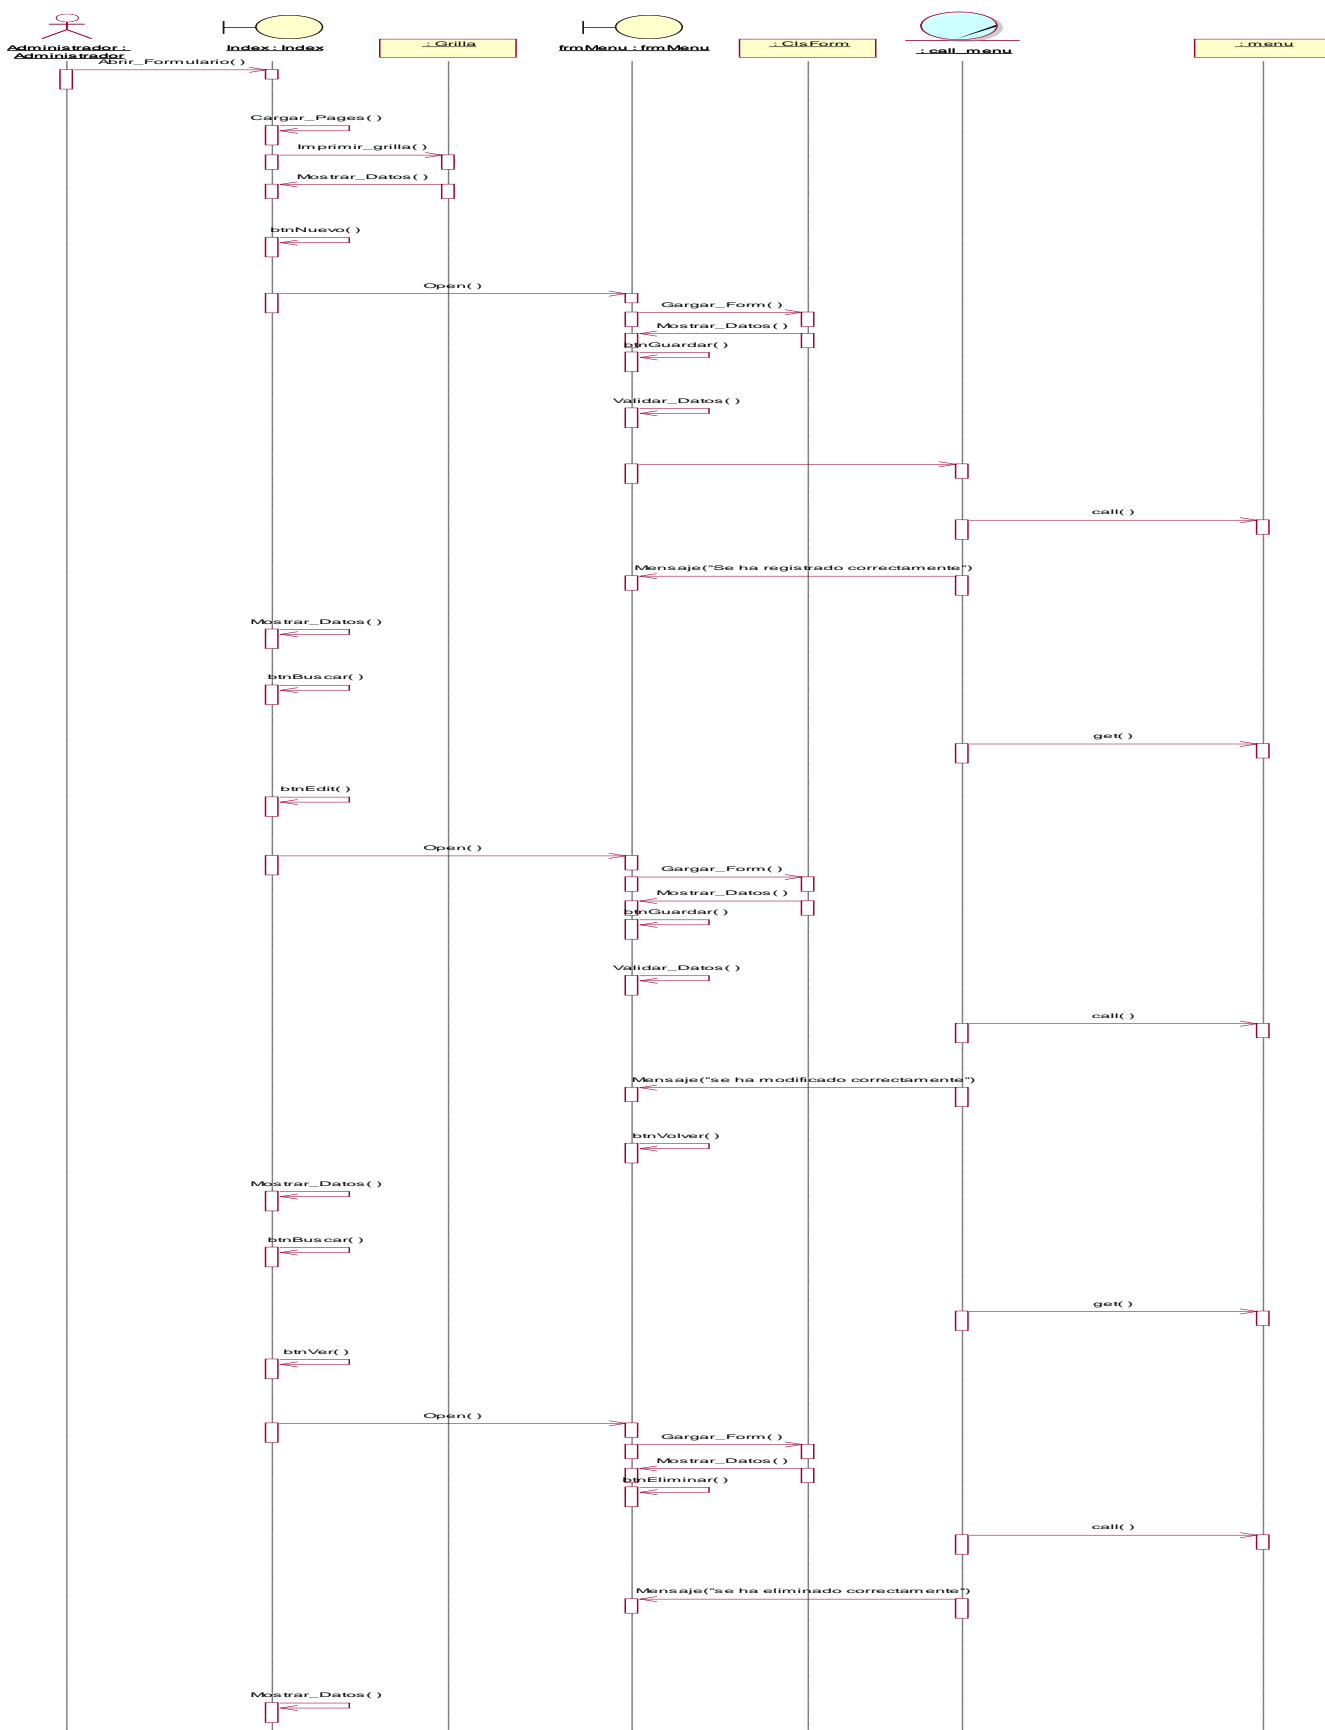 Administrador :
Administrador
Index : Index
: Grilla
frmMenu : frmMenu
: ClsForm
: call_menu
: menu
Abrir_Formulario( )
Cargar_Pages( )
Imprimir_grilla( )
Mostrar_Datos( )
btnNuevo( )
Open( )
Gargar_Form( )
Mostrar_Datos( )
btnGuardar( )
Validar_Datos( )
call( )
Mensaje("Se ha registrado correctamente")
Mostrar_Datos( )
btnBuscar( )
get( )
btnEdit( )
Open( )
Gargar_Form( )
Mostrar_Datos( )
btnGuardar( )
Validar_Datos( )
call( )
Mensaje("se ha modificado correctamente")
btnVolver( )
Mostrar_Datos( )
btnBuscar( )
get( )
btnVer( )
Open( )
Gargar_Form( )
Mostrar_Datos( )
btnEliminar( )
call( )
Mensaje("se ha eliminado correctamente")
Mostrar_Datos( )